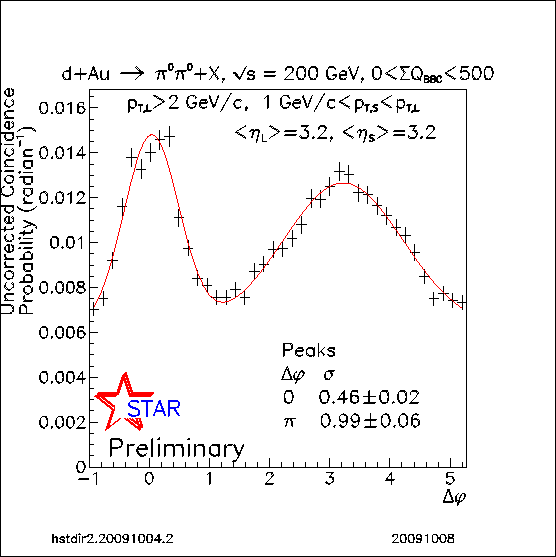 d+Au → π⁰π⁰+X, √s = 200 GeV, 0<ΣQ_BBC<500
p_T,L>2 GeV/c, 1 GeV/c<p_T,S<p_T,L
<η_L>=3.2, <η_S>=3.2
Uncorrected Coincidence
Probability (radian⁻¹)
0.016
0.014
0.012
0.01
0.008
0.006
0.004
0.002
0
Peaks
Δφ σ
0 0.46±0.02
π 0.99±0.06
STAR
Preliminary
-1 0 1 2 3 4 5
Δφ
hstdir2.20091004.2 20091008